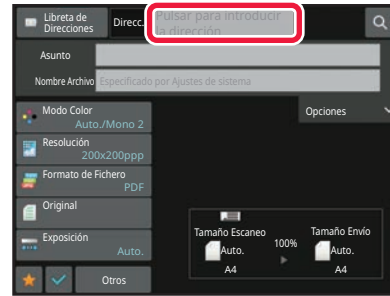 Libreta de
Direcciones
Direcc.
Pulsar para introducir
la dirección
Asunto
Nombre Archivo
Especificado por Ajustes de sistema
Modo Color
Auto./Mono 2
Opciones
Resolución
200x200ppp
Formato de Fichero
PDF
Original
Exposición
Auto.
Tamaño Escaneo
Auto.
A4
100%
Tamaño Envío
Auto.
A4
Otros